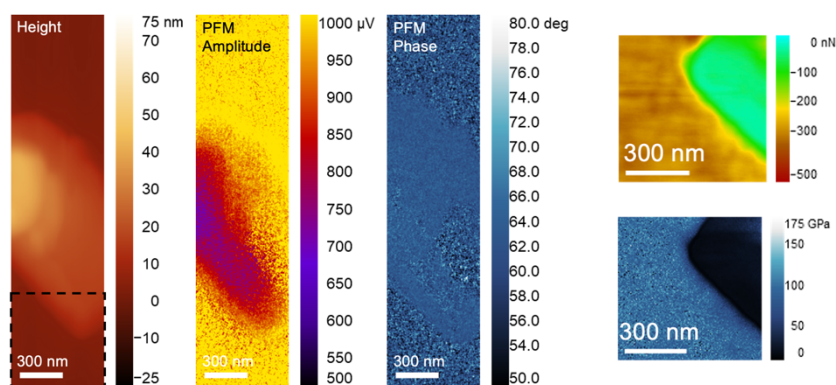 Height
75 nm
70
60
50
40
30
20
10
0
−10
−25
300 nm
PFM
Amplitude
1000 µV
950
900
850
800
750
700
650
600
550
500
300 nm
PFM
Phase
80.0 deg
78.0
76.0
74.0
72.0
70.0
68.0
66.0
64.0
62.0
60.0
58.0
56.0
54.0
52.0
50.0
300 nm
0 nN
−100
−200
−300
−500
300 nm
175 GPa
150
100
50
0
300 nm